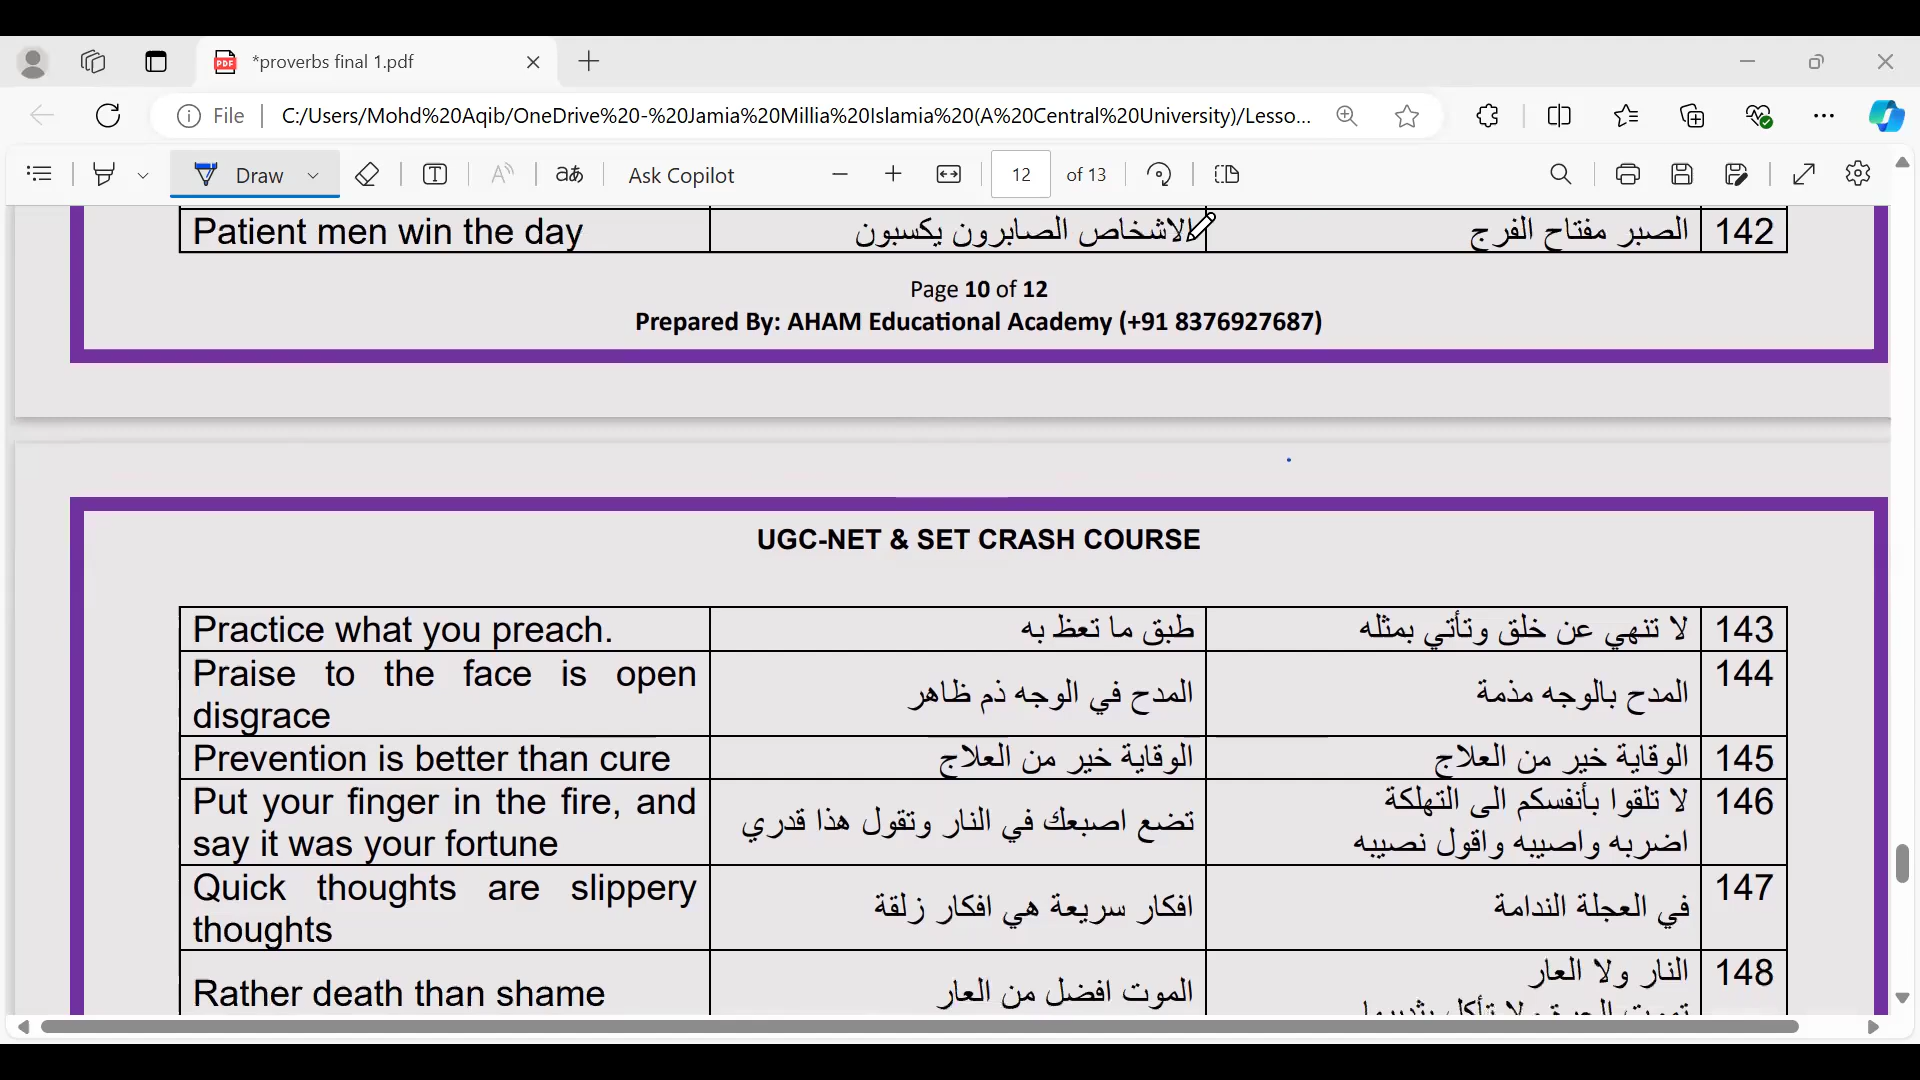 *proverbs final 1.pdf
File C:/Users/Mohd%20Aqib/OneDrive%20-%20Jamia%20Millia%20Islamia%20(A%20Central%20University)/Lesso...
Draw Ask Copilot 12 of 13
Patient men win the day الاشخاص الصابرون يكسبون الصبر مفتاح الفرج 142
Page 10 of 12
Prepared By: AHAM Educational Academy (+91 8376927687)
UGC-NET & SET CRASH COURSE
Practice what you preach. طبق ما تعظ به لا تنهي عن خلق وتأتي بمثله 143
Praise to the face is open
disgrace
المدح في الوجه ذم ظاهر المدح بالوجه مذمة 144
Prevention is better than cure الوقاية خير من العلاج الوقاية خير من العلاج 145
Put your finger in the fire, and
say it was your fortune
تضع اصبعك في النار وتقول هذا قدري
لا تلقوا بأنفسكم الى التهلكة 146
اضربه واصيبه واقول نصيبه
Quick thoughts are slippery
thoughts
افكار سريعة هي افكار زلقة في العجلة الندامة 147
Rather death than shame الموت افضل من العار
النار ولا العار 148